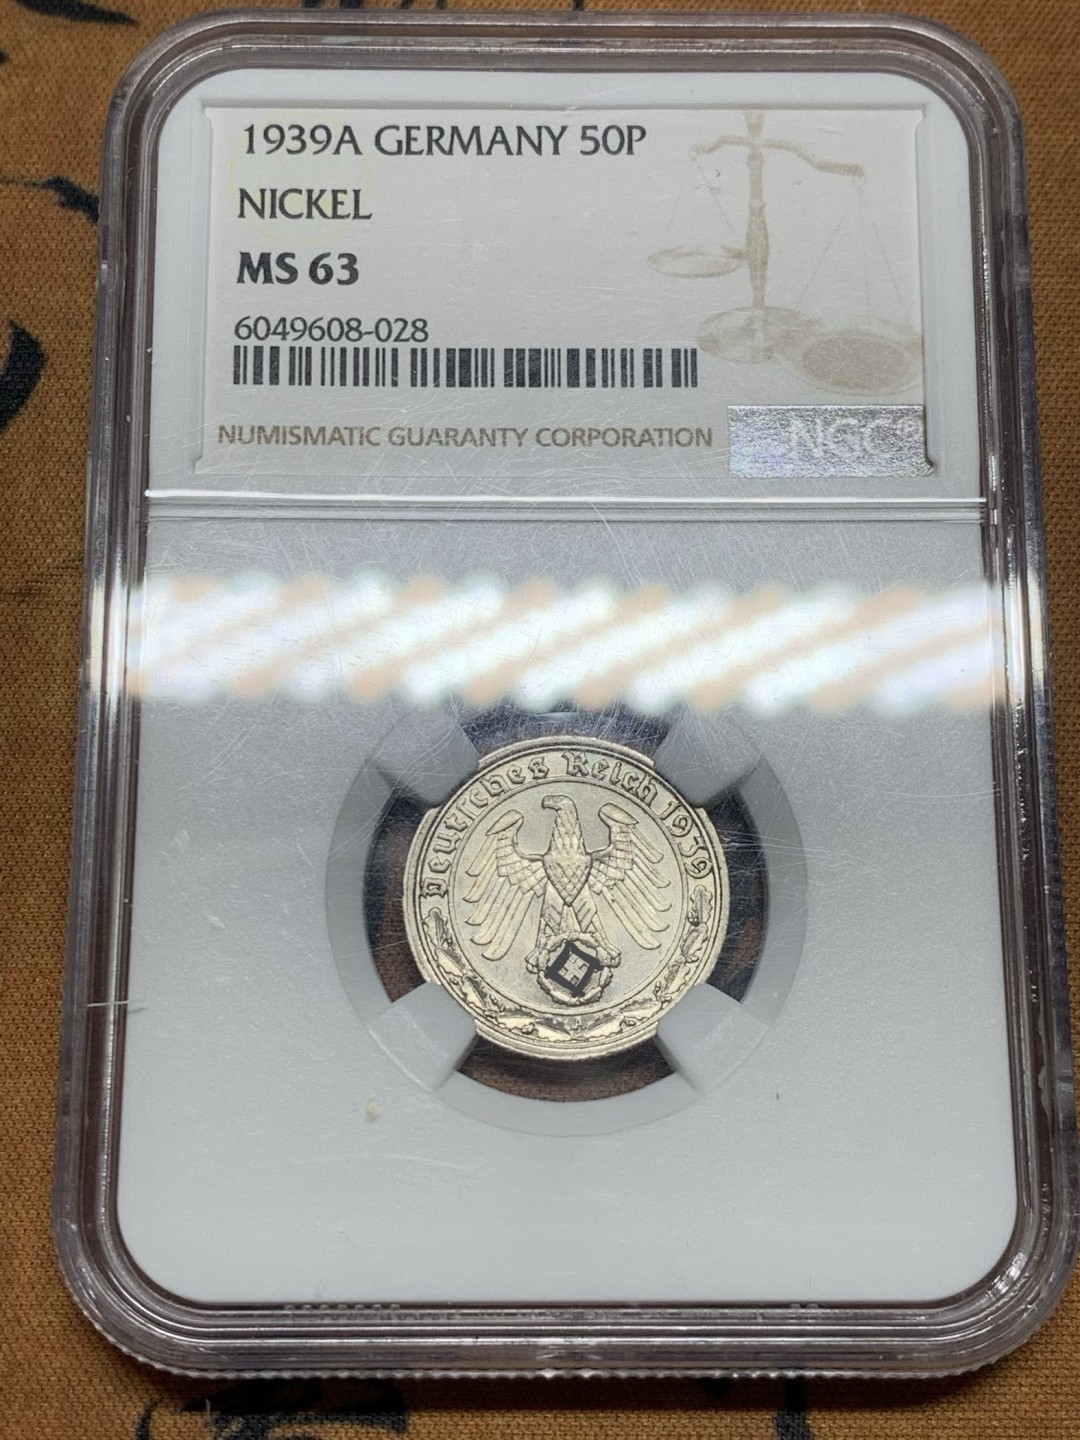 1939A GERMANY 50P
NICKEL
MS 63
6049608-028
NUMISMATIC GUARANTY CORPORATION
NGC®
Deutsches Reich 1939
A